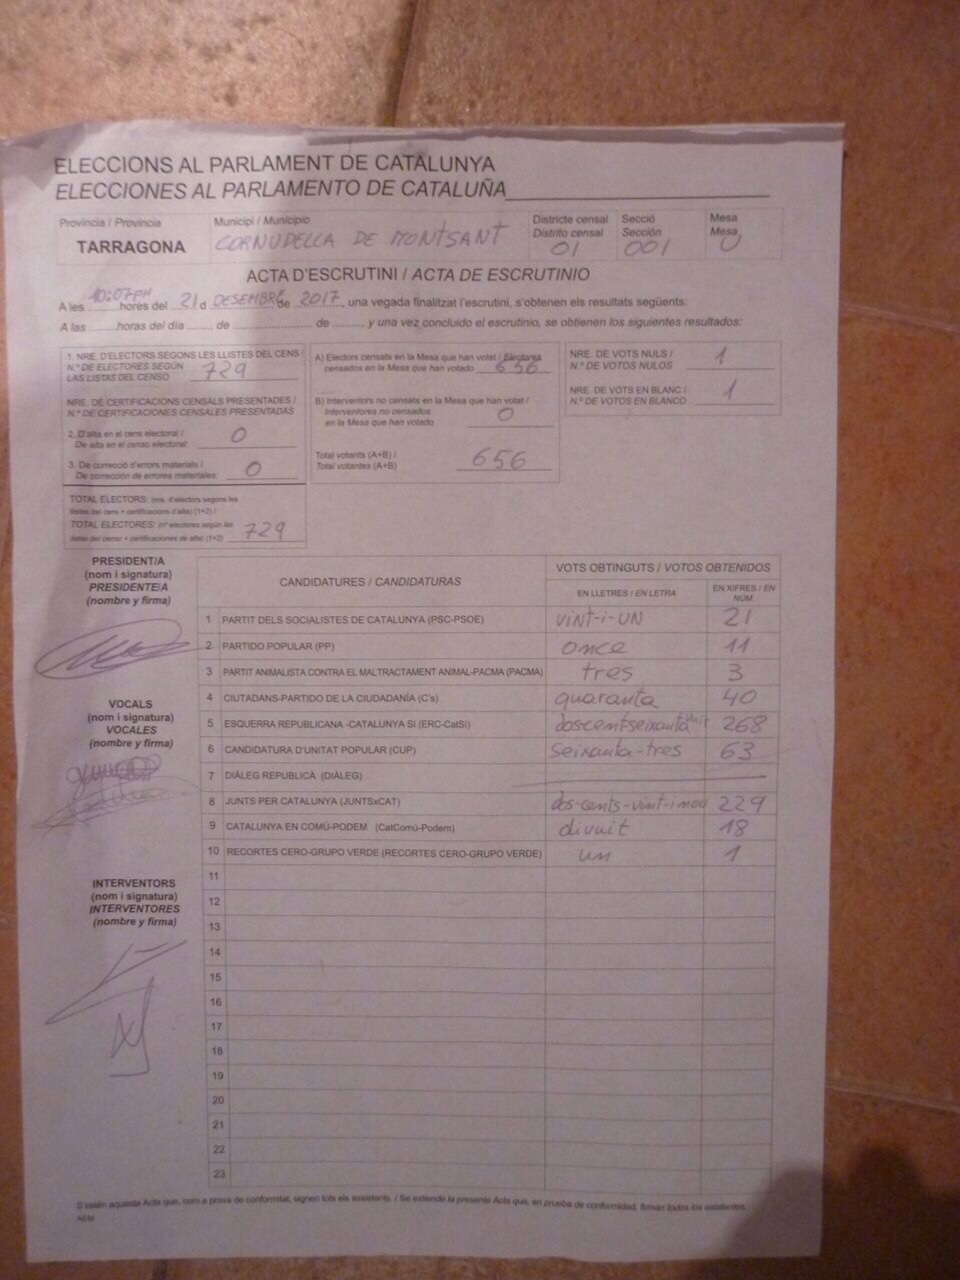 ELECCIONS AL PARLAMENT DE CATALUNYA
ELECCIONES AL PARLAMENTO DE CATALUÑA
Província / Provincia
TARRAGONA
Municipi / Municipio
CORNUDELLA DE MONTSANT
Districte censal
Distrito censal
01
Secció
Sección
001
Mesa
Mesa
U
ACTA D'ESCRUTINI / ACTA DE ESCRUTINIO
A les 10:07PM hores del 21 d DESEMBRE de 2017, una vegada finalitzat l'escrutini, s'obtenen els resultats següents:
A las ........horas del día ......., de ........................ de ........., y una vez concluido el escrutinio, se obtienen los siguientes resultados:
1. NRE. D'ELECTORS SEGONS LES LLISTES DEL CENS /
N.º DE ELECTORES SEGÚN
LAS LISTAS DEL CENSO 729
NRE. DE CERTIFICACIONS CENSALS PRESENTADES /
N.º DE CERTIFICACIONES CENSALES PRESENTADAS
2. D'alta en el cens electoral /
De alta en el censo electoral: 0
3. De correcció d'errors materials /
De corrección de errores materiales: 0
TOTAL ELECTORS: (nre. d'electors segons les
llistes del cens + certificacions d'alta) (1+2) /
TOTAL ELECTORES: (nº electores según las
listas del censo + certificaciones de alta) (1+2) 729
A) Electors censats en la Mesa que han votat / Electores
censados en la Mesa que han votado 656
B) Interventors no censats en la Mesa que han votat /
Interventores no censados
en la Mesa que han votado 0
Total votants (A+B) /
Total votantes (A+B) 656
NRE. DE VOTS NULS /
N.º DE VOTOS NULOS 1
NRE. DE VOTS EN BLANC /
N.º DE VOTOS EN BLANCO 1
PRESIDENT/A
(nom i signatura)
PRESIDENTE/A
(nombre y firma)
VOCALS
(nom i signatura)
VOCALES
(nombre y firma)
INTERVENTORS
(nom i signatura)
INTERVENTORES
(nombre y firma)
CANDIDATURES / CANDIDATURAS
VOTS OBTINGUTS / VOTOS OBTENIDOS
EN LLETRES / EN LETRA
EN XIFRES / EN NÚM.
1 PARTIT DELS SOCIALISTES DE CATALUNYA (PSC-PSOE) VINT-i-UN 21
2 PARTIDO POPULAR (PP) once 11
3 PARTIT ANIMALISTA CONTRA EL MALTRACTAMENT ANIMAL-PACMA (PACMA) tres 3
4 CIUTADANS-PARTIDO DE LA CIUDADANÍA (C's) quaranta 40
5 ESQUERRA REPUBLICANA -CATALUNYA SÍ (ERC-CatSí) doscentseixantavuit 268
6 CANDIDATURA D'UNITAT POPULAR (CUP) seixanta-tres 63
7 DIÀLEG REPUBLICÀ (DIÀLEG)
8 JUNTS PER CATALUNYA (JUNTSxCAT) dos-cents-vint-i-nou 229
9 CATALUNYA EN COMÚ-PODEM (CatComú-Podem) divuit 18
10 RECORTES CERO-GRUPO VERDE (RECORTES CERO-GRUPO VERDE) un 1
11
12
13
14
15
16
17
18
19
20
21
22
23
S'estén aquesta Acta que, com a prova de conformitat, signen tots els assistents. / Se extiende la presente Acta que, en prueba de conformidad, firman todos los asistentes.